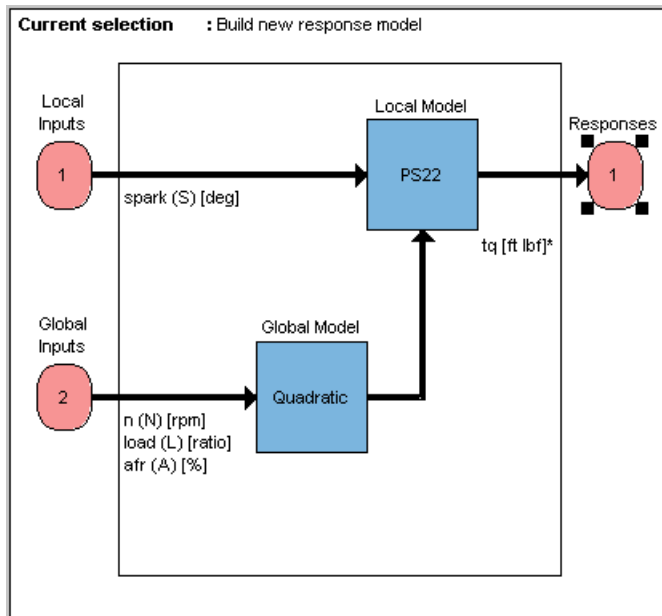 Current selection : Build new response model
Local
Inputs
1
spark (S) [deg]
Local Model
PS22
tq [ft lbf]*
Responses
1
Global
Inputs
2
n (N) [rpm]
load (L) [ratio]
afr (A) [%]
Global Model
Quadratic